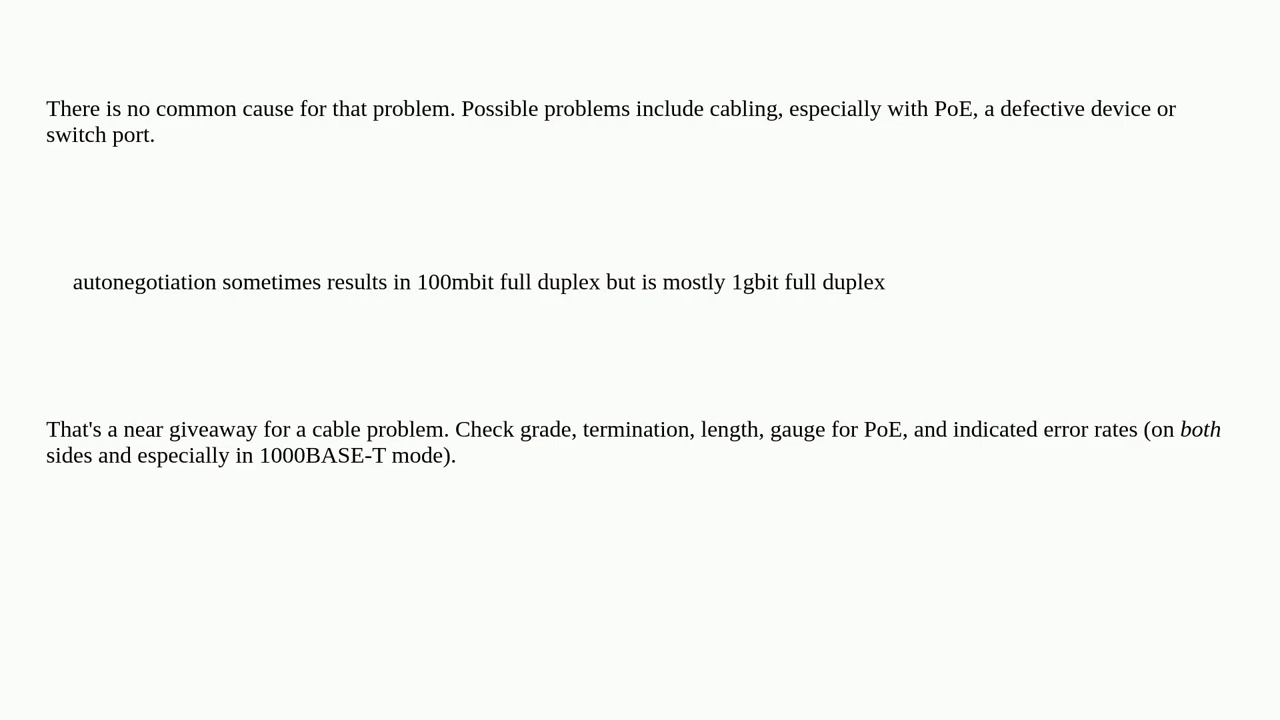 There is no common cause for that problem. Possible problems include cabling, especially with PoE, a defective device or
switch port.
autonegotiation sometimes results in 100mbit full duplex but is mostly 1gbit full duplex
That's a near giveaway for a cable problem. Check grade, termination, length, gauge for PoE, and indicated error rates (on both
sides and especially in 1000BASE-T mode).